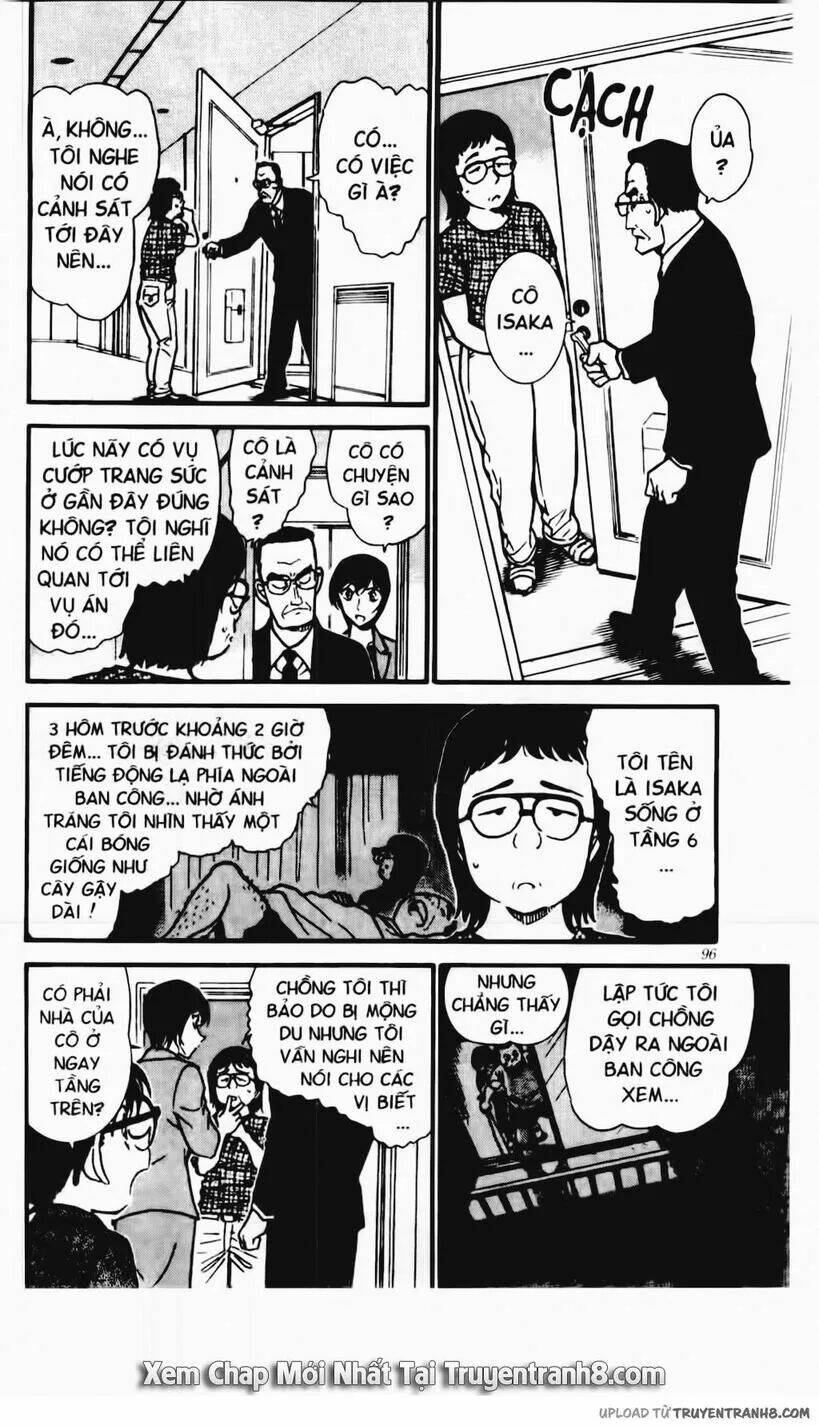 CẠCH
ỦA
?
CÔ
ISAKA
...
CÓ...
CÓ VIỆC
GÌ À?
À, KHÔNG...
TÔI NGHE
NÓI CÓ
CẢNH SÁT
TỚI ĐÂY
NÊN...
CÔ CÓ
CHUYỆN
GÌ SAO
?
CÔ LÀ
CẢNH
SÁT
?
LÚC NÃY CÓ VỤ
CƯỚP TRANG SỨC
Ở GẦN ĐÂY ĐÚNG
KHÔNG? TÔI NGHĨ
NÓ CÓ THỂ LIÊN
QUAN TỚI
VỤ ÁN
ĐÓ...
TÔI TÊN
LÀ ISAKA
SỐNG Ở
TẦNG 6
...
3 HÔM TRƯỚC KHOẢNG 2 GIỜ
ĐÊM... TÔI BỊ ĐÁNH THỨC BỞI
TIẾNG ĐỘNG LẠ PHÍA NGOÀI
BAN CÔNG... NHỜ ÁNH
TRĂNG TÔI NHÌN THẤY MỘT
CÁI BÓNG
GIỐNG NHƯ
CÂY GẬY
DÀI !
96
LẬP TỨC TÔI
GỌI CHỒNG
DẬY RA NGOÀI
BAN CÔNG
XEM...
NHƯNG
CHẲNG THẤY
GÌ...
CHỒNG TÔI THÌ
BẢO DO BỊ MỘNG
DU NHƯNG TÔI
VẪN NGHI NÊN
NÓI CHO CÁC
VỊ BIẾT
...
CÓ PHẢI
NHÀ CỦA
CÔ Ở
NGAY
TẦNG
TRÊN?
Xem Chap Mới Nhất Tại Truyentranh8.com
UPLOAD TỪ TRUYENTRANH8.COM